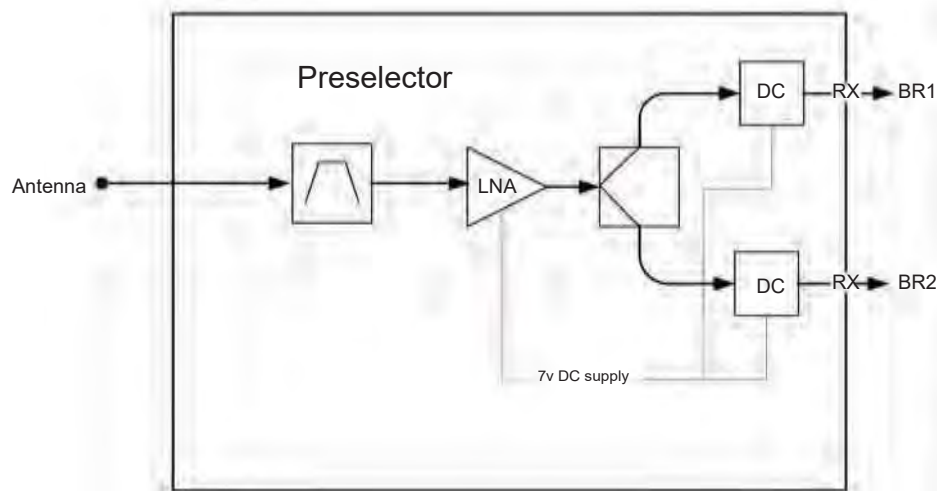 Preselector
DC
RX
BR1
Antenna
LNA
DC
RX
BR2
7v DC supply